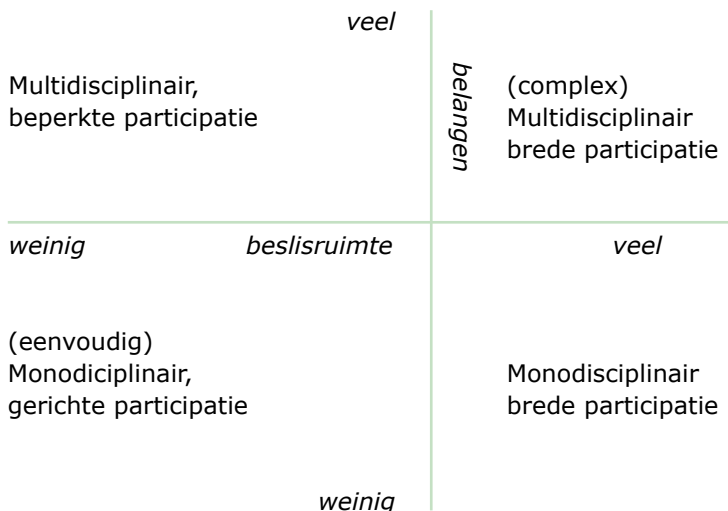 veel
Multidisciplinair,
beperkte participatie
belangen
(complex)
Multidisciplinair
brede participatie
weinig
beslisruimte
veel
(eenvoudig)
Monodiciplinair,
gerichte participatie
Monodisciplinair
brede participatie
weinig